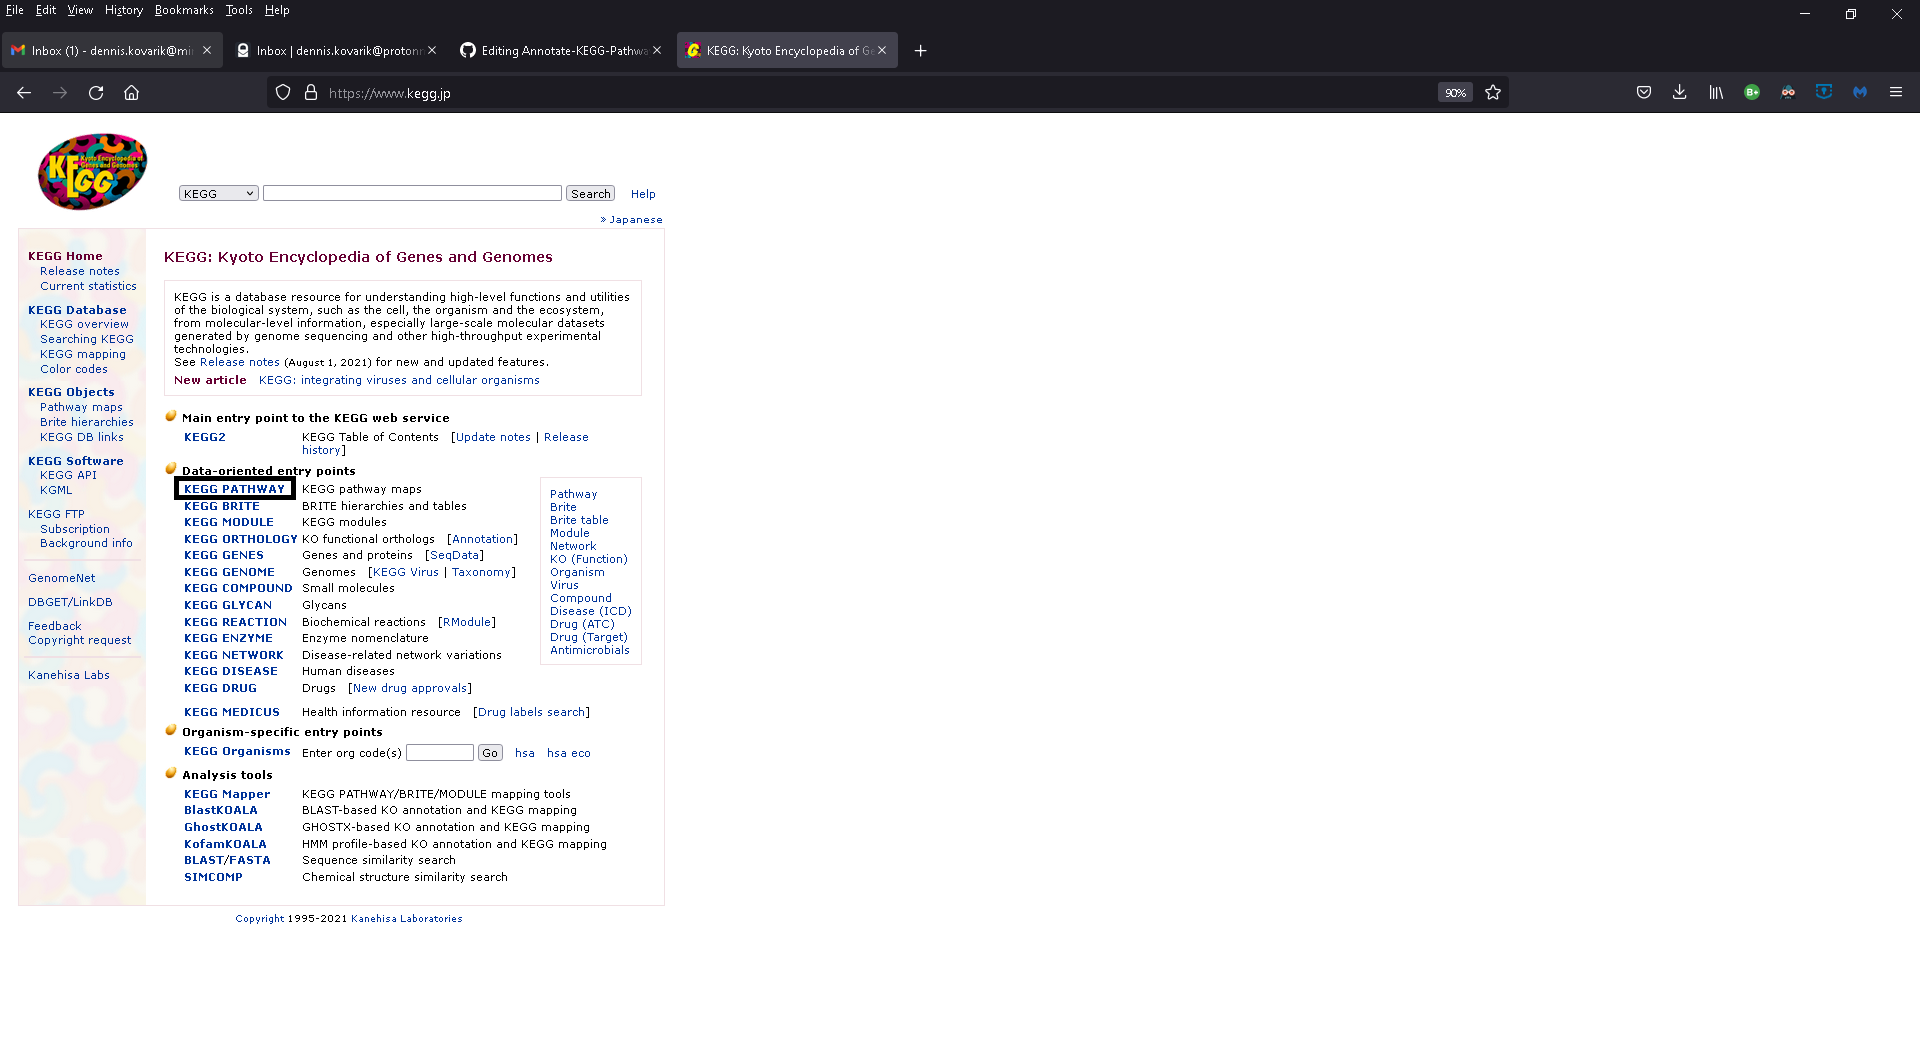 File Edit View History Bookmarks Tools Help
Inbox (1) - dennis.kovarik@mi
Inbox | dennis.kovarik@proton
Editing Annotate-KEGG-Pathw
KEGG: Kyoto Encyclopedia of Ge
https://www.kegg.jp
90%
B+
Kyoto Encyclopedia of
Genes and Genomes
KEGG
KEGG
Search
Help
» Japanese
KEGG Home
Release notes
Current statistics
KEGG Database
KEGG overview
Searching KEGG
KEGG mapping
Color codes
KEGG Objects
Pathway maps
Brite hierarchies
KEGG DB links
KEGG Software
KEGG API
KGML
KEGG FTP
Subscription
Background info
GenomeNet
DBGET/LinkDB
Feedback
Copyright request
Kanehisa Labs
KEGG: Kyoto Encyclopedia of Genes and Genomes
KEGG is a database resource for understanding high-level functions and utilities
of the biological system, such as the cell, the organism and the ecosystem,
from molecular-level information, especially large-scale molecular datasets
generated by genome sequencing and other high-throughput experimental
technologies.
See Release notes (August 1, 2021) for new and updated features.
New article KEGG: integrating viruses and cellular organisms
Main entry point to the KEGG web service
KEGG2 KEGG Table of Contents [Update notes | Release
history]
Data-oriented entry points
KEGG PATHWAY KEGG pathway maps
KEGG BRITE BRITE hierarchies and tables
KEGG MODULE KEGG modules
KEGG ORTHOLOGY KO functional orthologs [Annotation]
KEGG GENES Genes and proteins [SeqData]
KEGG GENOME Genomes [KEGG Virus | Taxonomy]
KEGG COMPOUND Small molecules
KEGG GLYCAN Glycans
KEGG REACTION Biochemical reactions [RModule]
KEGG ENZYME Enzyme nomenclature
KEGG NETWORK Disease-related network variations
KEGG DISEASE Human diseases
KEGG DRUG Drugs [New drug approvals]
KEGG MEDICUS Health information resource [Drug labels search]
Pathway
Brite
Brite table
Module
Network
KO (Function)
Organism
Virus
Compound
Disease (ICD)
Drug (ATC)
Drug (Target)
Antimicrobials
Organism-specific entry points
KEGG Organisms Enter org code(s) Go hsa hsa eco
Analysis tools
KEGG Mapper KEGG PATHWAY/BRITE/MODULE mapping tools
BlastKOALA BLAST-based KO annotation and KEGG mapping
GhostKOALA GHOSTX-based KO annotation and KEGG mapping
KofamKOALA HMM profile-based KO annotation and KEGG mapping
BLAST/FASTA Sequence similarity search
SIMCOMP Chemical structure similarity search
Copyright 1995-2021 Kanehisa Laboratories